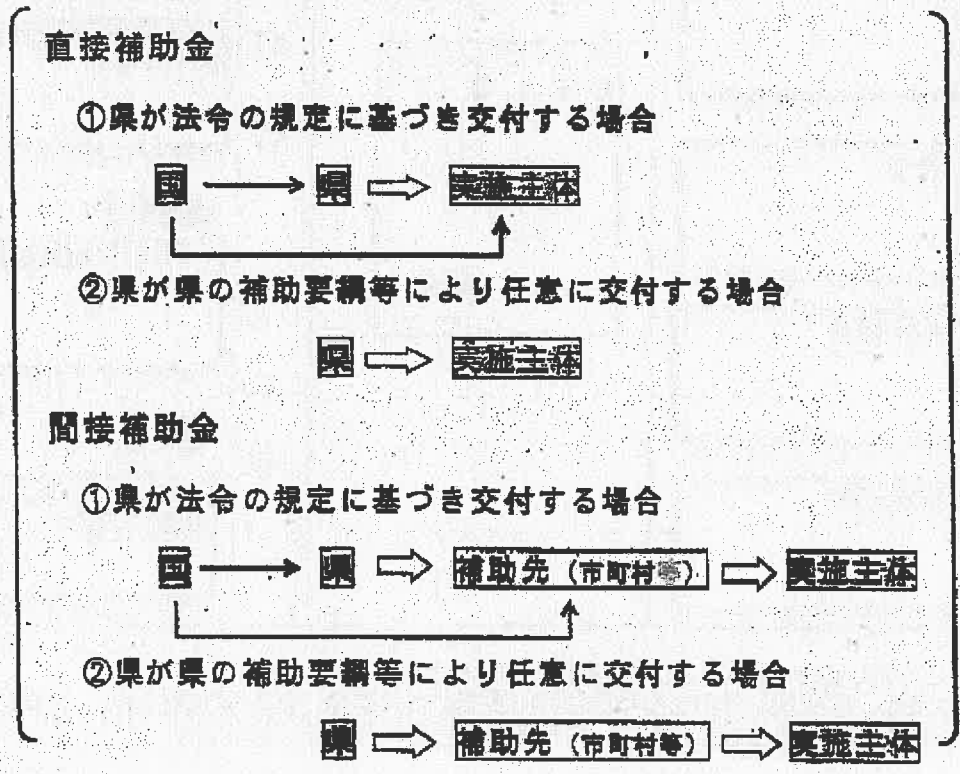 直接補助金
①県が法令の規定に基づき交付する場合
国 → 県 ⇨ 実施主体
②県が県の補助要綱等により任意に交付する場合
県 ⇨ 実施主体
間接補助金
①県が法令の規定に基づき交付する場合
国 → 県 ⇨ 補助先（市町村等） ⇨ 実施主体
②県が県の補助要綱等により任意に交付する場合
県 ⇨ 補助先（市町村等） ⇨ 実施主体